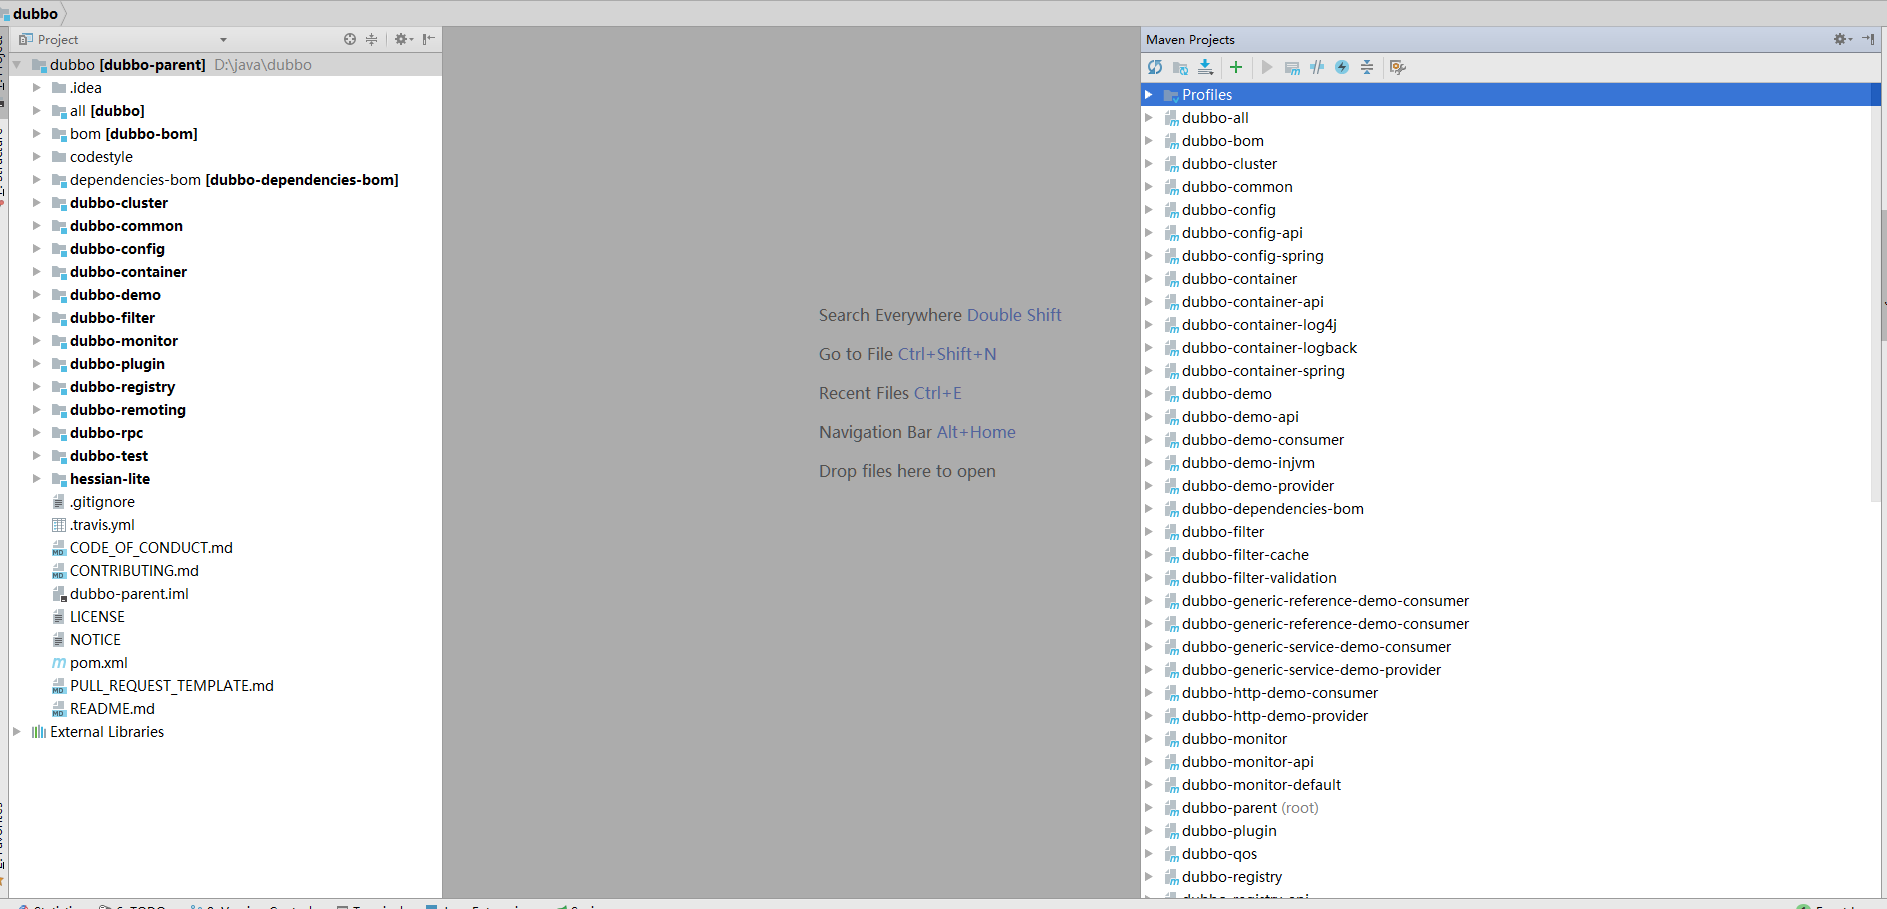 dubbo
Project
dubbo [dubbo-parent] D:\java\dubbo
.idea
all [dubbo]
bom [dubbo-bom]
codestyle
dependencies-bom [dubbo-dependencies-bom]
dubbo-cluster
dubbo-common
dubbo-config
dubbo-container
dubbo-demo
dubbo-filter
dubbo-monitor
dubbo-plugin
dubbo-registry
dubbo-remoting
dubbo-rpc
dubbo-test
hessian-lite
.gitignore
.travis.yml
CODE_OF_CONDUCT.md
CONTRIBUTING.md
dubbo-parent.iml
LICENSE
NOTICE
pom.xml
PULL_REQUEST_TEMPLATE.md
README.md
External Libraries
Search Everywhere Double Shift
Go to File Ctrl+Shift+N
Recent Files Ctrl+E
Navigation Bar Alt+Home
Drop files here to open
Maven Projects
Profiles
dubbo-all
dubbo-bom
dubbo-cluster
dubbo-common
dubbo-config
dubbo-config-api
dubbo-config-spring
dubbo-container
dubbo-container-api
dubbo-container-log4j
dubbo-container-logback
dubbo-container-spring
dubbo-demo
dubbo-demo-api
dubbo-demo-consumer
dubbo-demo-injvm
dubbo-demo-provider
dubbo-dependencies-bom
dubbo-filter
dubbo-filter-cache
dubbo-filter-validation
dubbo-generic-reference-demo-consumer
dubbo-generic-reference-demo-consumer
dubbo-generic-service-demo-consumer
dubbo-generic-service-demo-provider
dubbo-http-demo-consumer
dubbo-http-demo-provider
dubbo-monitor
dubbo-monitor-api
dubbo-monitor-default
dubbo-parent (root)
dubbo-plugin
dubbo-qos
dubbo-registry